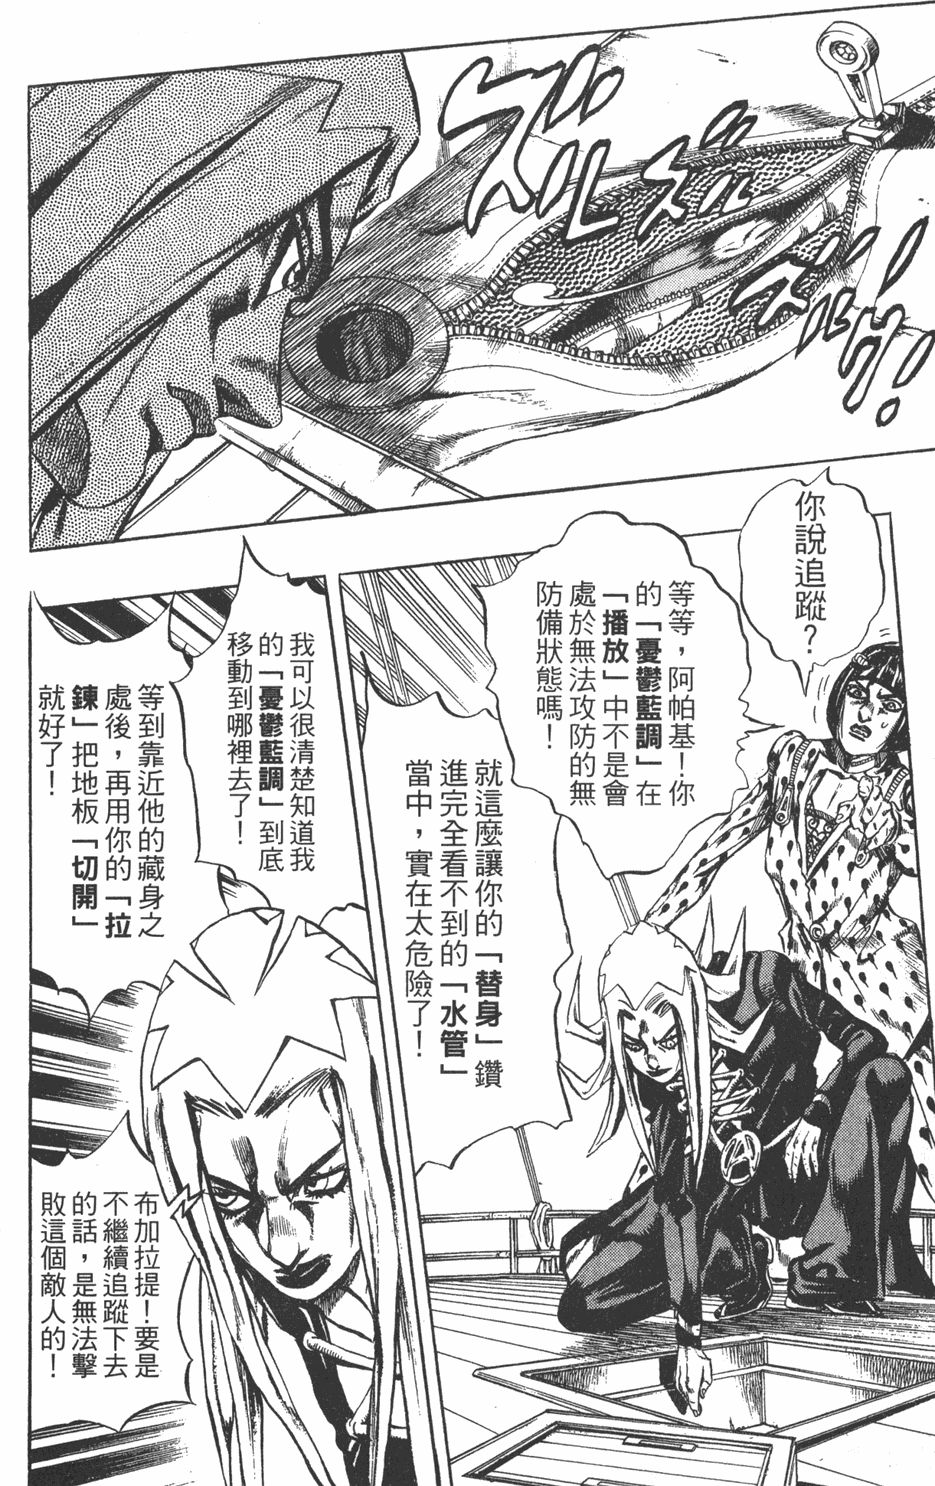 ズルズルズル!
你說追蹤?
等等,阿帕基!你
的「憂鬱藍調」在
「播放」中不是會
處於無法攻防的無
防備狀態嗎!
就這麼讓你的「替身」鑽
進完全看不到的「水管」
當中,實在太危險了!
我可以很清楚知道我
的「憂鬱藍調」到底
移動到哪裡去了!
等到靠近他的藏身之
處後,再用你的「拉
鍊」把地板「切開」
就好了!
布加拉提!要是
不繼續追蹤下去
的話,是無法擊
敗這個敵人的!